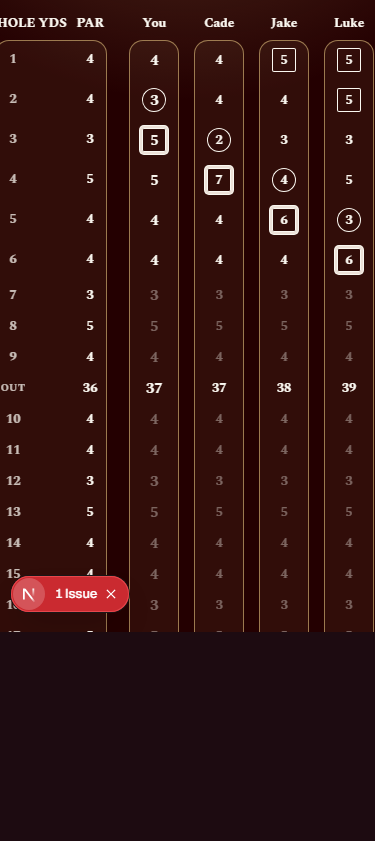 HOLE YDS PAR You Cade Jake Luke
1 4 4 4 5 5
2 4 3 4 4 5
3 3 5 2 3 3
4 5 5 7 4 5
5 4 4 4 6 3
6 4 4 4 4 6
7 3 3 3 3 3
8 5 5 5 5 5
9 4 4 4 4 4
OUT 36 37 37 38 39
10 4 4 4 4 4
11 4 4 4 4 4
12 3 3 3 3 3
13 5 5 5 5 5
14 4 4 4 4 4
15 4 4 4 4 4
N 1 Issue ×
3 3 3 3